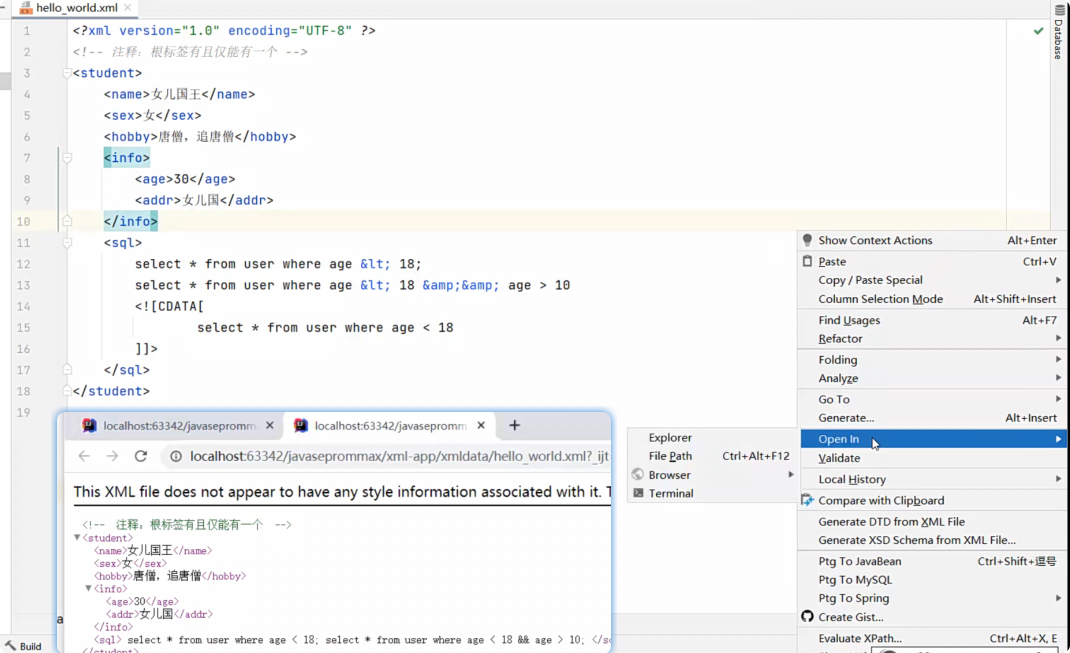 hello_world.xml
Database
1 <?xml version="1.0" encoding="UTF-8" ?>
2 <!-- 注释：根标签有且仅能有一个 -->
3 <student>
4 <name>女儿国王</name>
5 <sex>女</sex>
6 <hobby>唐僧，追唐僧</hobby>
7 <info>
8 <age>30</age>
9 <addr>女儿国</addr>
10 </info>
11 <sql>
12 select * from user where age &lt; 18;
13 select * from user where age &lt; 18 &amp;&amp; age > 10
14 <![CDATA[
15 select * from user where age < 18
16 ]]>
17 </sql>
18 </student>
19
localhost:63342/javaseprommax
localhost:63342/javasepromm
localhost:63342/javaseprommax/xml-app/xmldata/hello_world.xml?_ijt
This XML file does not appear to have any style information associated with it. T
<!-- 注释：根标签有且仅能有一个 -->
<student>
<name>女儿国王</name>
<sex>女</sex>
<hobby>唐僧，追唐僧</hobby>
<info>
<age>30</age>
<addr>女儿国</addr>
</info>
<sql> select * from user where age < 18; select * from user where age < 18 && age > 10; </s
</student>
Explorer
File Path Ctrl+Alt+F12
Browser
Terminal
Show Context Actions Alt+Enter
Paste Ctrl+V
Copy / Paste Special
Column Selection Mode Alt+Shift+Insert
Find Usages Alt+F7
Refactor
Folding
Analyze
Go To
Generate... Alt+Insert
Open In
Validate
Local History
Compare with Clipboard
Generate DTD from XML File
Generate XSD Schema from XML File...
Ptg To JavaBean Ctrl+Shift+逗号
Ptg To MySQL
Ptg To Spring
Create Gist...
Evaluate XPath... Ctrl+Alt+X, E
Build